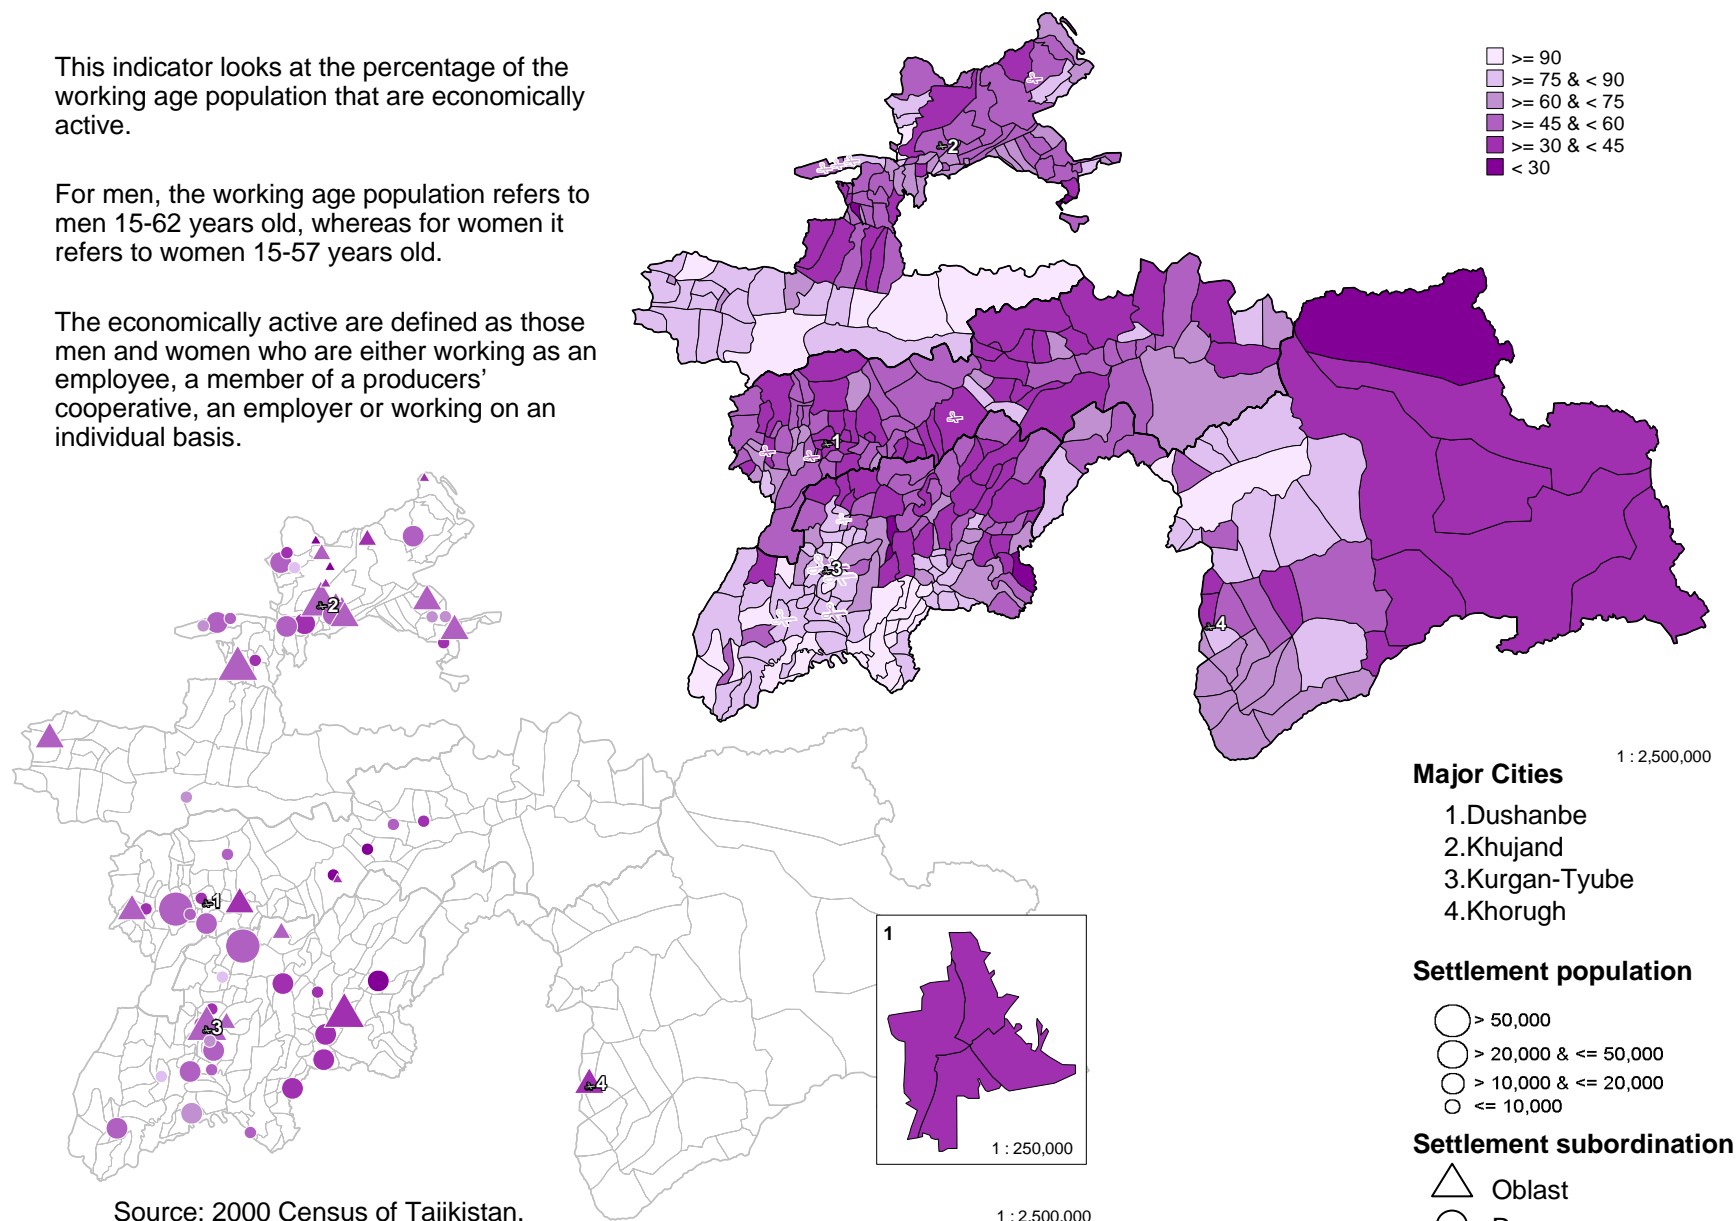 This indicator looks at the percentage of the
working age population that are economically
active.
For men, the working age population refers to
men 15-62 years old, whereas for women it
refers to women 15-57 years old.
The economically active are defined as those
men and women who are either working as an
employee, a member of a producers’
cooperative, an employer or working on an
individual basis.
>= 90
>= 75 & < 90
>= 60 & < 75
>= 45 & < 60
>= 30 & < 45
< 30
2
1
3
4
1 : 2,500,000
2
1
3
4
1
1 : 250,000
1 : 2,500,000
Source: 2000 Census of Tajikistan.
Major Cities
1.Dushanbe
2.Khujand
3.Kurgan-Tyube
4.Khorugh
Settlement population
> 50,000
> 20,000 & <= 50,000
> 10,000 & <= 20,000
<= 10,000
Settlement subordination
Oblast